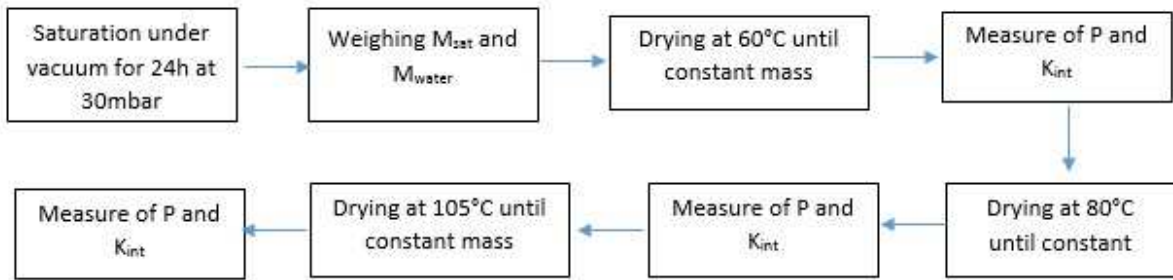 Saturation under
vacuum for 24h at
30mbar
Weighing Msat and
Mwater
Drying at 60°C until
constant mass
Measure of P and
Kint
Drying at 80°C
until constant
Measure of P and
Kint
Drying at 105°C until
constant mass
Measure of P and
Kint